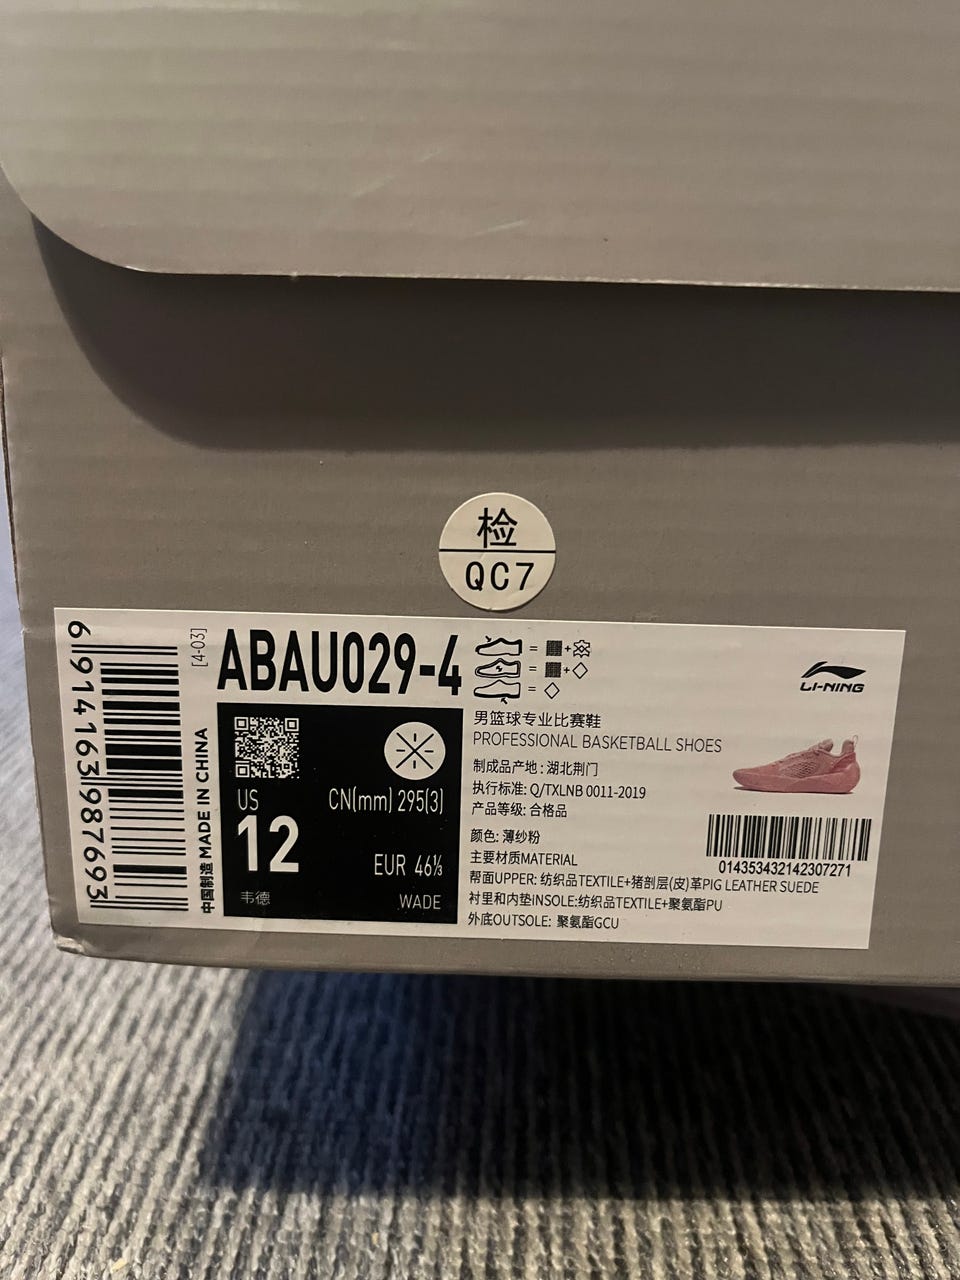 检
QC7
6914163987693
[4-03]
中国制造 MADE IN CHINA
ABAU029-4
US
12
韦德
CN(mm) 295(3)
EUR 46⅓
WADE
= +
= +
=
男篮球专业比赛鞋
PROFESSIONAL BASKETBALL SHOES
制成品产地：湖北荆门
执行标准: Q/TXLNB 0011-2019
产品等级: 合格品
颜色: 薄纱粉
主要材质MATERIAL
帮面UPPER: 纺织品TEXTILE+猪剖层(皮)革PIG LEATHER SUEDE
衬里和内垫INSOLE:纺织品TEXTILE+聚氨酯PU
外底OUTSOLE: 聚氨酯GCU
LI-NING
014353432142307271